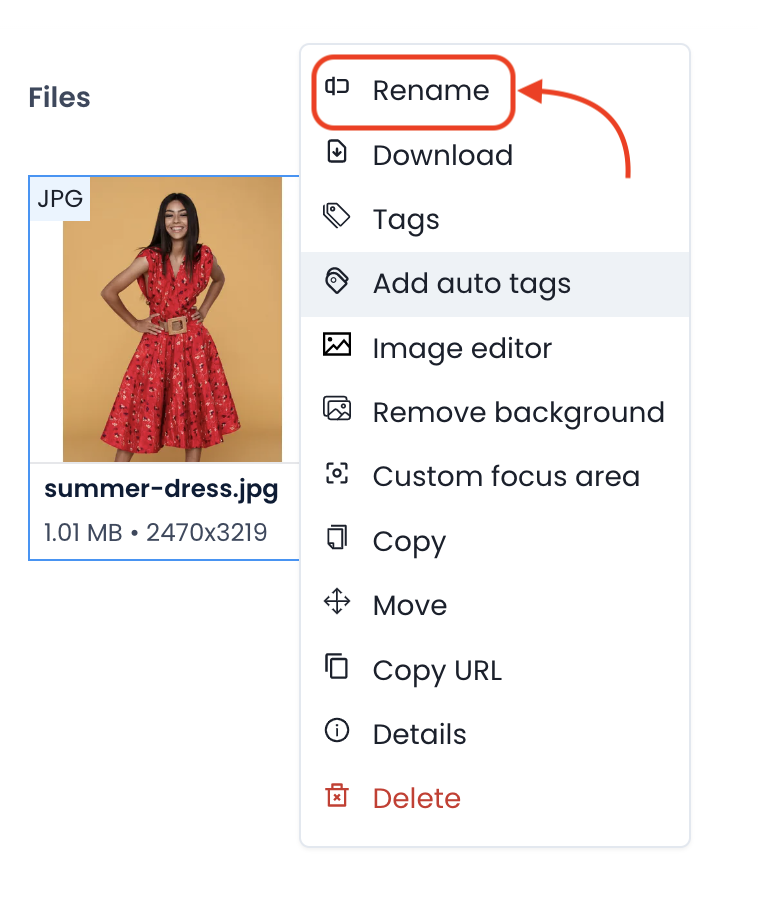 Files
JPG
summer-dress.jpg
1.01 MB • 2470x3219
Rename
Download
Tags
Add auto tags
Image editor
Remove background
Custom focus area
Copy
Move
Copy URL
Details
Delete